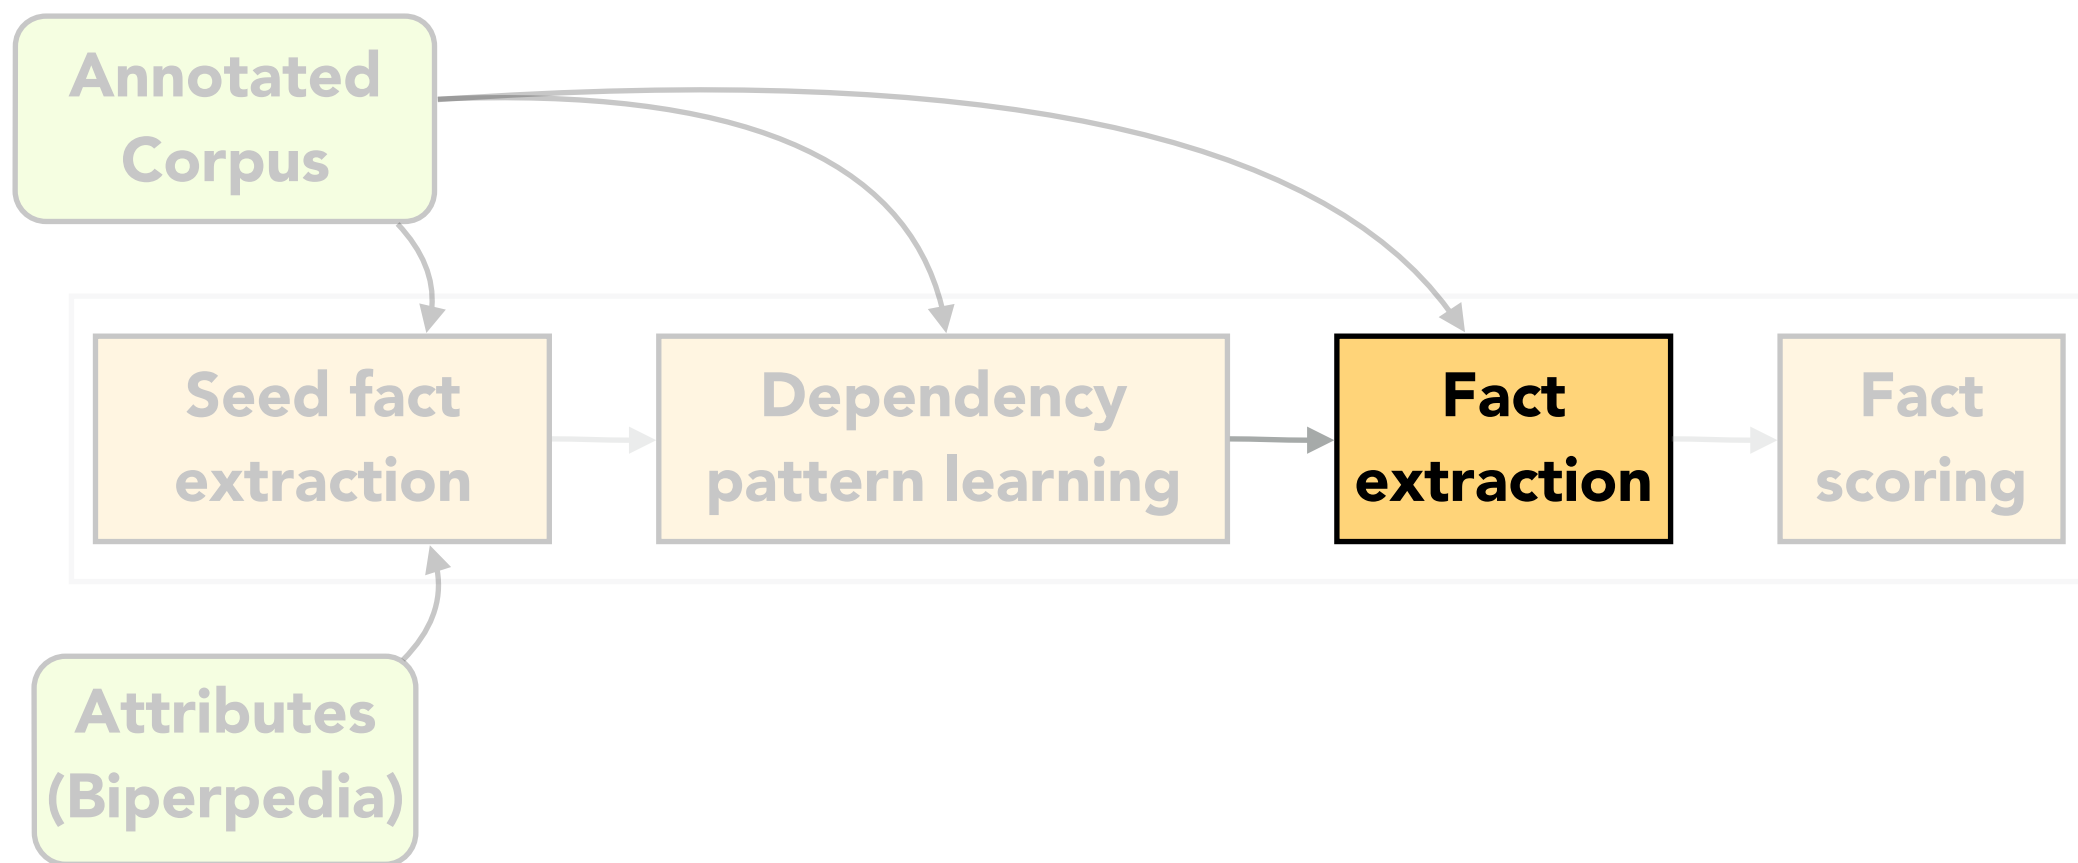 Annotated
Corpus
Seed fact
extraction
Dependency
pattern learning
Fact
extraction
Fact
scoring
Attributes
(Biperpedia)